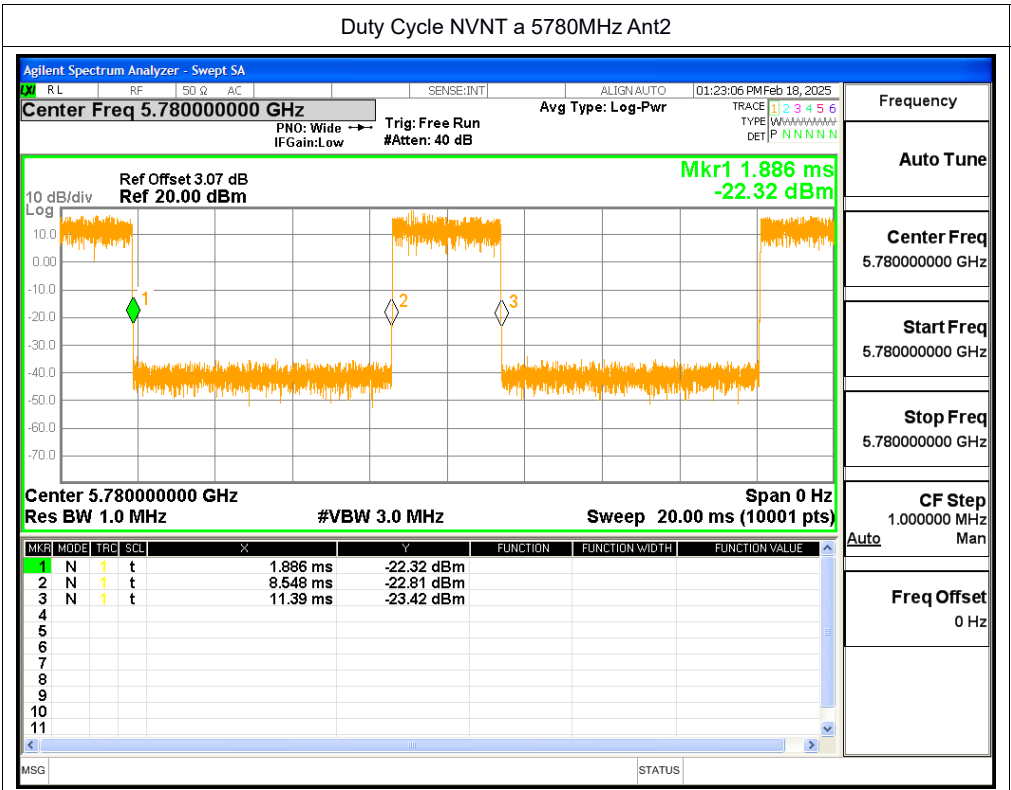 Duty Cycle NVNT a 5780MHz Ant2
Agilent Spectrum Analyzer - Swept SA
LXI RL RF 50 Ω AC SENSE:INT ALIGN AUTO 01:23:06 PM Feb 18, 2025
Center Freq 5.780000000 GHz
PNO: Wide
IFGain:Low
Trig: Free Run
#Atten: 40 dB
Avg Type: Log-Pwr
TRACE 1 2 3 4 5 6
TYPE WWWWWW
DET P N N N N N
Ref Offset 3.07 dB
10 dB/div Ref 20.00 dBm
Log
Mkr1 1.886 ms
-22.32 dBm
10.0
0.00
-10.0
-20.0
-30.0
-40.0
-50.0
-60.0
-70.0
1
2
3
Center 5.780000000 GHz Span 0 Hz
Res BW 1.0 MHz #VBW 3.0 MHz Sweep 20.00 ms (10001 pts)
MKR MODE TRC SCL X Y FUNCTION FUNCTION WIDTH FUNCTION VALUE
1 N 1 t 1.886 ms -22.32 dBm
2 N 1 t 8.548 ms -22.81 dBm
3 N 1 t 11.39 ms -23.42 dBm
4
5
6
7
8
9
10
11
MSG STATUS
Frequency
Auto Tune
Center Freq
5.780000000 GHz
Start Freq
5.780000000 GHz
Stop Freq
5.780000000 GHz
CF Step
1.000000 MHz
Auto Man
Freq Offset
0 Hz